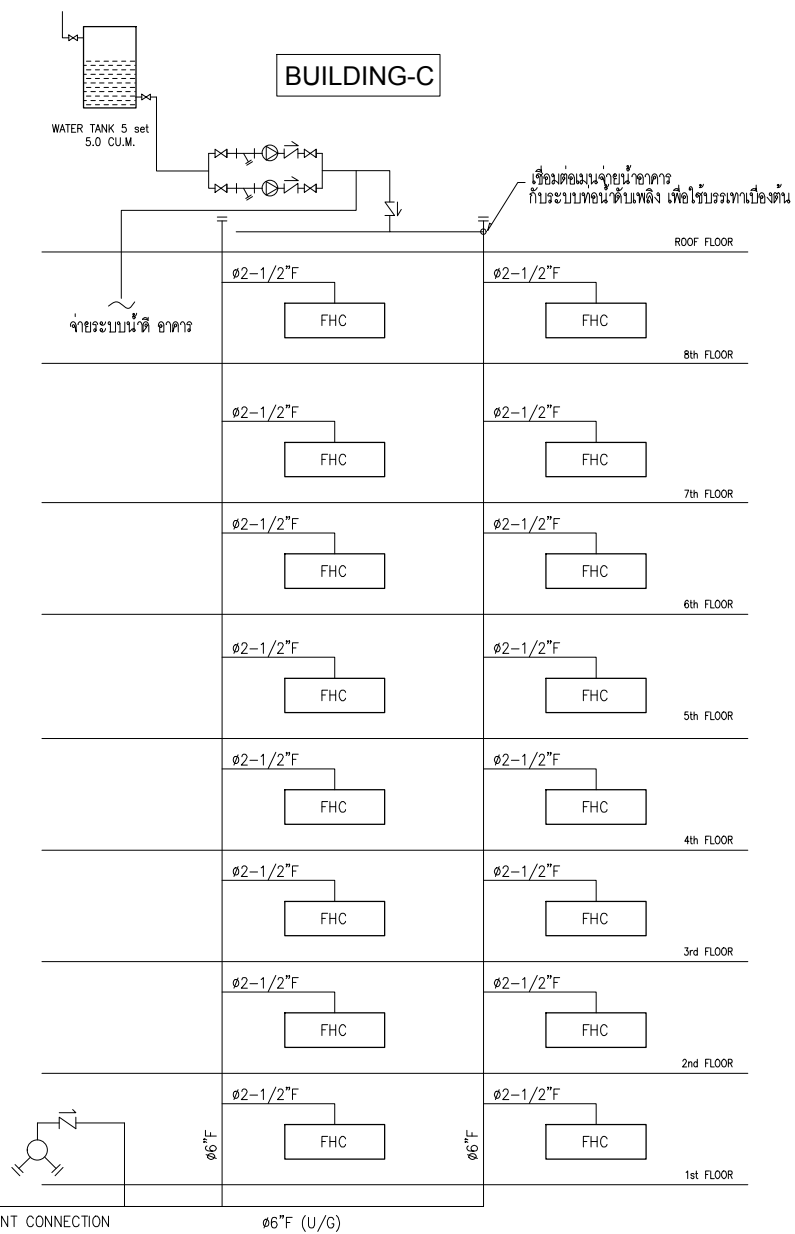 BUILDING-C
WATER TANK 5 set
5.0 CU.M.
เชื่อมต่อเมนจ่ายน้ำอาคาร
กับระบบท่อน้ำดับเพลิง เพื่อใช้บรรเทาเบื่องต้น
ROOF FLOOR
จ่ายระบบน้ำดี อาคาร
ø2-1/2"F
ø2-1/2"F
FHC
FHC
8th FLOOR
ø2-1/2"F
ø2-1/2"F
FHC
FHC
7th FLOOR
ø2-1/2"F
ø2-1/2"F
FHC
FHC
6th FLOOR
ø2-1/2"F
ø2-1/2"F
FHC
FHC
5th FLOOR
ø2-1/2"F
ø2-1/2"F
FHC
FHC
4th FLOOR
ø2-1/2"F
ø2-1/2"F
FHC
FHC
3rd FLOOR
ø2-1/2"F
ø2-1/2"F
FHC
FHC
2nd FLOOR
ø2-1/2"F
ø2-1/2"F
ø6"F
FHC
ø6"F
FHC
1st FLOOR
NT CONNECTION
ø6"F (U/G)